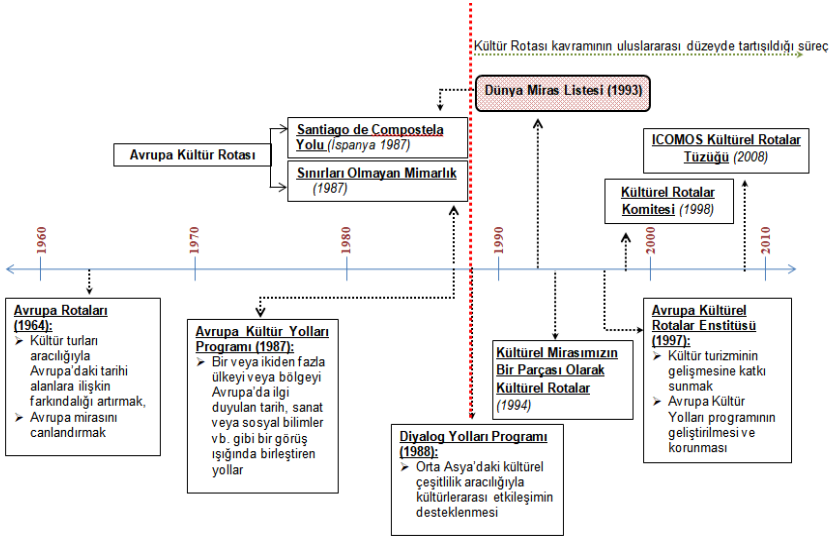 Kültür Rotası kavramının uluslararası düzeyde tartışıldığı süreç
Dünya Miras Listesi (1993)
Avrupa Kültür Rotası
Santiago de Compostela
Yolu (İspanya 1987)
Sınırları Olmayan Mimarlık
(1987)
ICOMOS Kültürel Rotalar
Tüzüğü (2008)
Kültürel Rotalar
Komitesi (1998)
1960
1970
1980
1990
2000
2010
Avrupa Rotaları
(1964):
Kültür turları
aracılığıyla
Avrupa'daki tarihi
alanlara ilişkin
farkındalığı artırmak,
Avrupa mirasını
canlandırmak
Avrupa Kültür Yolları
Programı (1987):
Bir veya ikiden fazla
ülkeyi veya bölgeyi
Avrupa'da ilgi
duyulan tarih, sanat
veya sosyal bilimler
vb. gibi bir görüş
ışığında birleştiren
yollar
Diyalog Yolları Programı
(1988):
Orta Asya'daki kültürel
çeşitlilik aracılığıyla
kültürlerarası etkileşimin
desteklenmesi
Kültürel Mirasımızın
Bir Parçası Olarak
Kültürel Rotalar
(1994)
Avrupa Kültürel
Rotalar Enstitüsü
(1997):
Kültür turizminin
gelişmesine katkı
sunmak
Avrupa Kültür
Yolları programının
geliştirilmesi ve
korunması